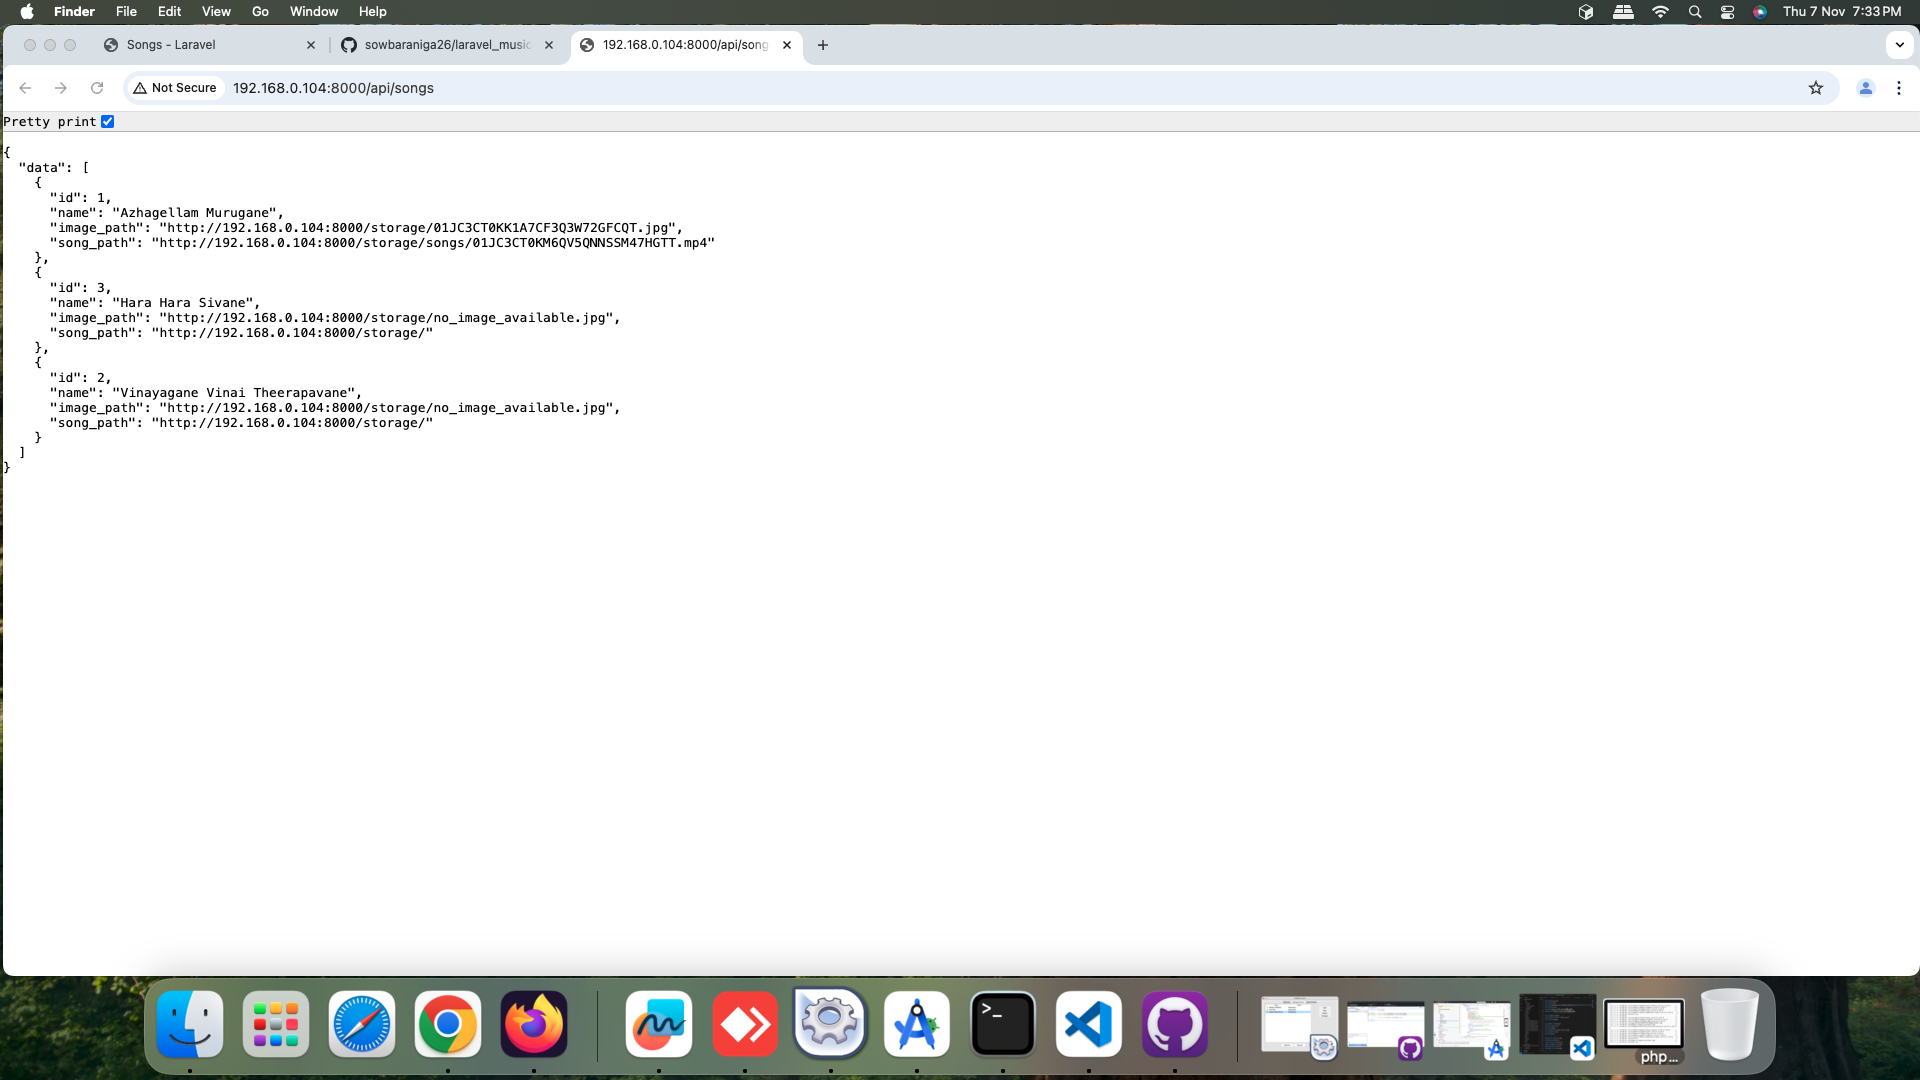 Finder File Edit View Go Window Help Thu 7 Nov 7:33 PM
Songs - Laravel sowbaraniga26/laravel_music 192.168.0.104:8000/api/song
Not Secure 192.168.0.104:8000/api/songs
Pretty print
{
  "data": [
    {
      "id": 1,
      "name": "Azhagellam Murugane",
      "image_path": "http://192.168.0.104:8000/storage/01JC3CT0KK1A7CF3Q3W72GFCQT.jpg",
      "song_path": "http://192.168.0.104:8000/storage/songs/01JC3CT0KM6QV5QNNSSM47HGTT.mp4"
    },
    {
      "id": 3,
      "name": "Hara Hara Sivane",
      "image_path": "http://192.168.0.104:8000/storage/no_image_available.jpg",
      "song_path": "http://192.168.0.104:8000/storage/"
    },
    {
      "id": 2,
      "name": "Vinayagane Vinai Theerapavane",
      "image_path": "http://192.168.0.104:8000/storage/no_image_available.jpg",
      "song_path": "http://192.168.0.104:8000/storage/"
    }
  ]
}
php...